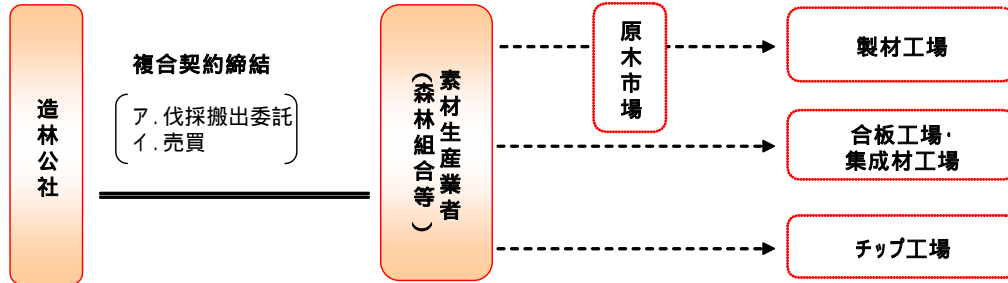 造林公社
複合契約締結
ア.伐採搬出委託
イ.売買
素材生産業者
(森林組合等)
原木市場
製材工場
合板工場・
集成材工場
チップ工場